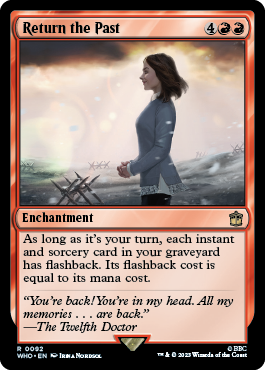 Return the Past 4
Enchantment
As long as it's your turn, each instant
and sorcery card in your graveyard
has flashback. Its flashback cost is
equal to its mana cost.
"You're back! You're in my head. All my
memories . . . are back."
—The Twelfth Doctor
R 0092 © BBC
WHO • EN Irina Nordsol ™ & © 2023 Wizards of the Coast